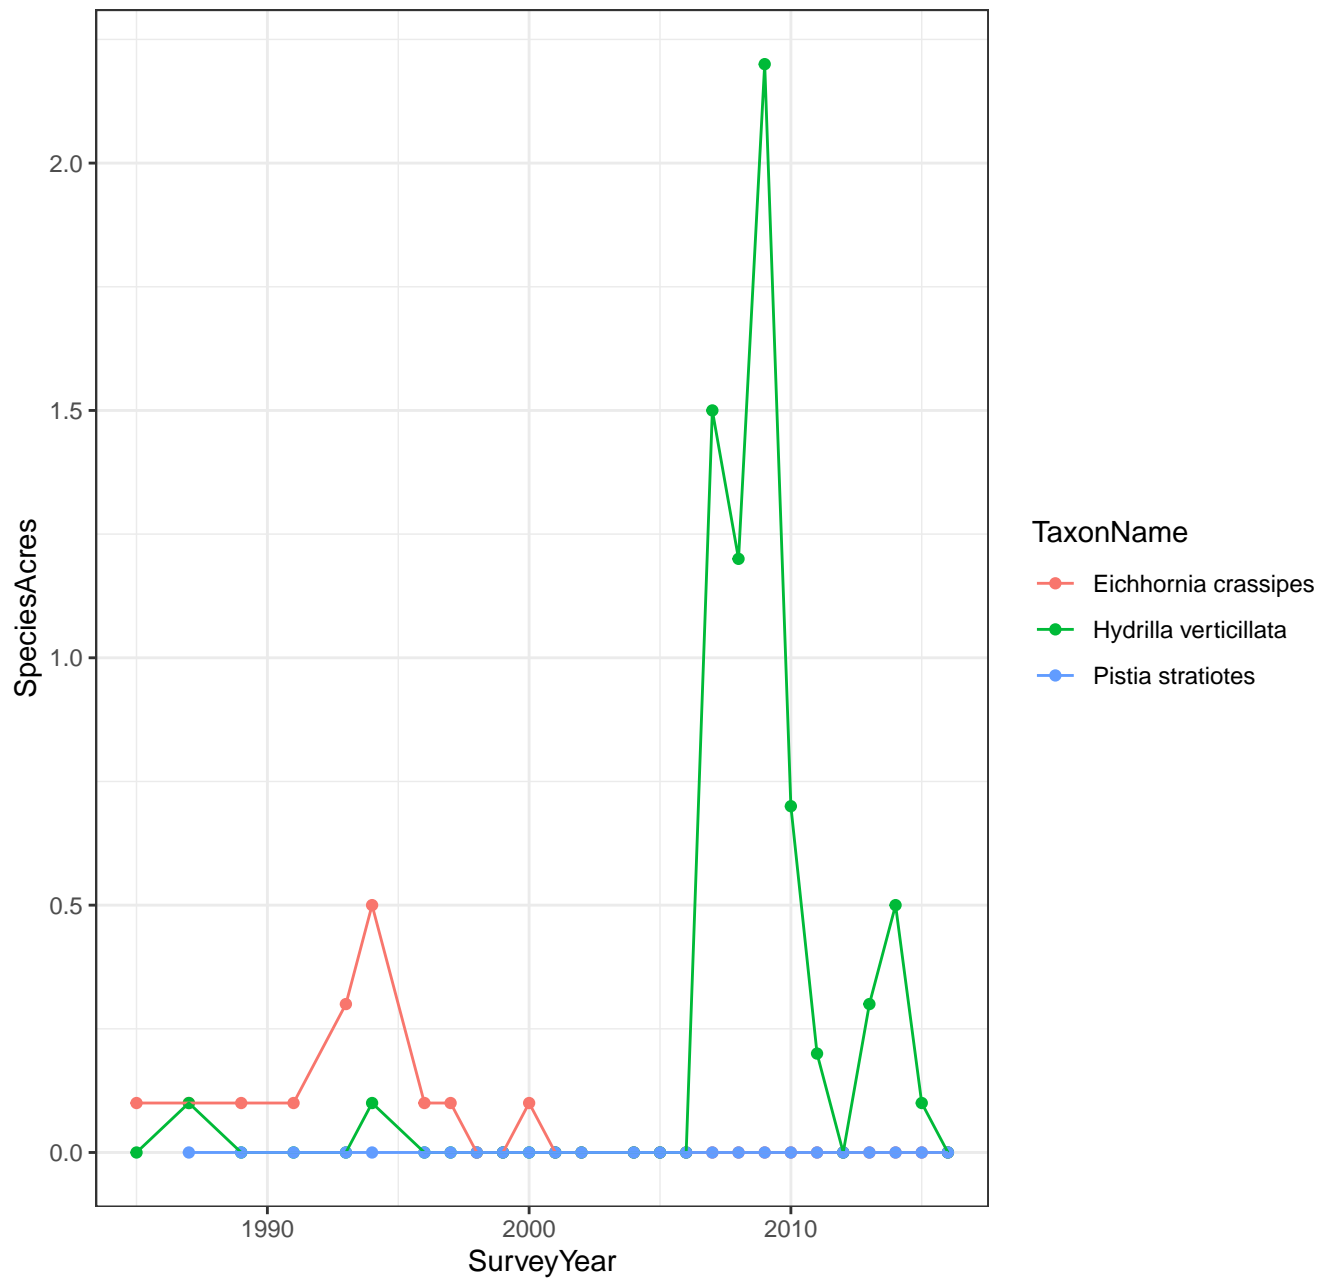 SpeciesAcres
2.0
1.5
1.0
0.5
0.0
1990
2000
2010
SurveyYear
TaxonName
Eichhornia crassipes
Hydrilla verticillata
Pistia stratiotes